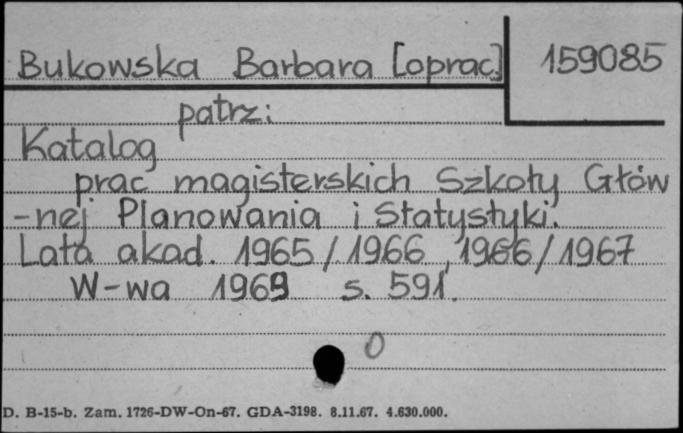 Bukowska Barbara [oprac] 159085
patrz:
Katalog
prac magisterskich Szkoły Głów
-nej Planowania i Statystyki.
Lata akad. 1965/1966, 1966/1967
W-wa 1969 s. 591.
0
D. B-15-b. Zam. 1726-DW-On-67. GDA-3198. 8.11.67. 4.630.000.